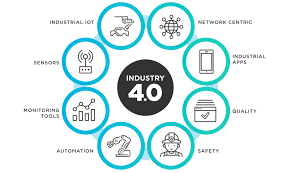 INDUSTRIAL IOT
NETWORK CENTRIC
SENSORS
INDUSTRIAL
APPS
INDUSTRY
4.0
MONITORING
TOOLS
QUALITY
AUTOMATION
SAFETY